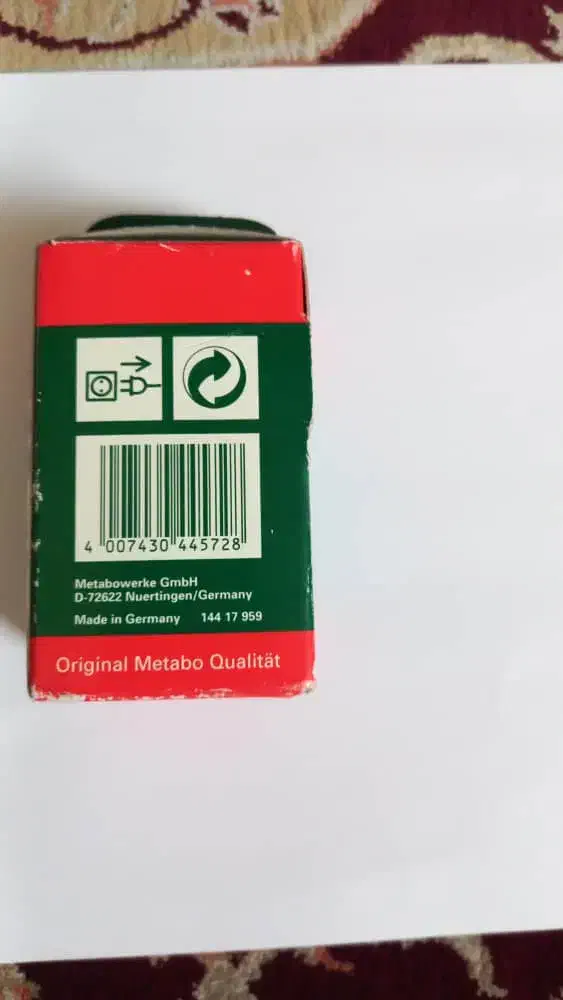 4 007430 445728
Metabowerke GmbH
D-72622 Nuertingen/Germany
Made in Germany 144 17 959
Original Metabo Qualität